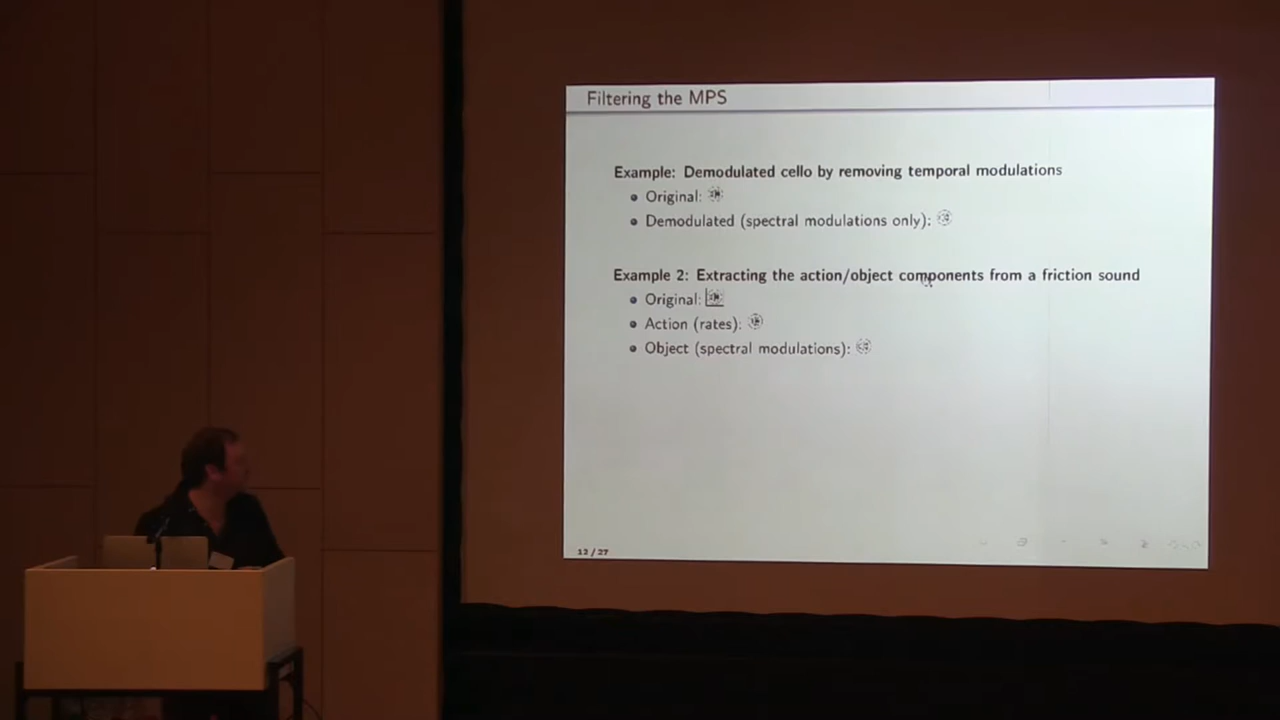 Filtering the MPS
Example: Demodulated cello by removing temporal modulations
Original:
Demodulated (spectral modulations only):
Example 2: Extracting the action/object components from a friction sound
Original:
Action (rates):
Object (spectral modulations):
12 / 27